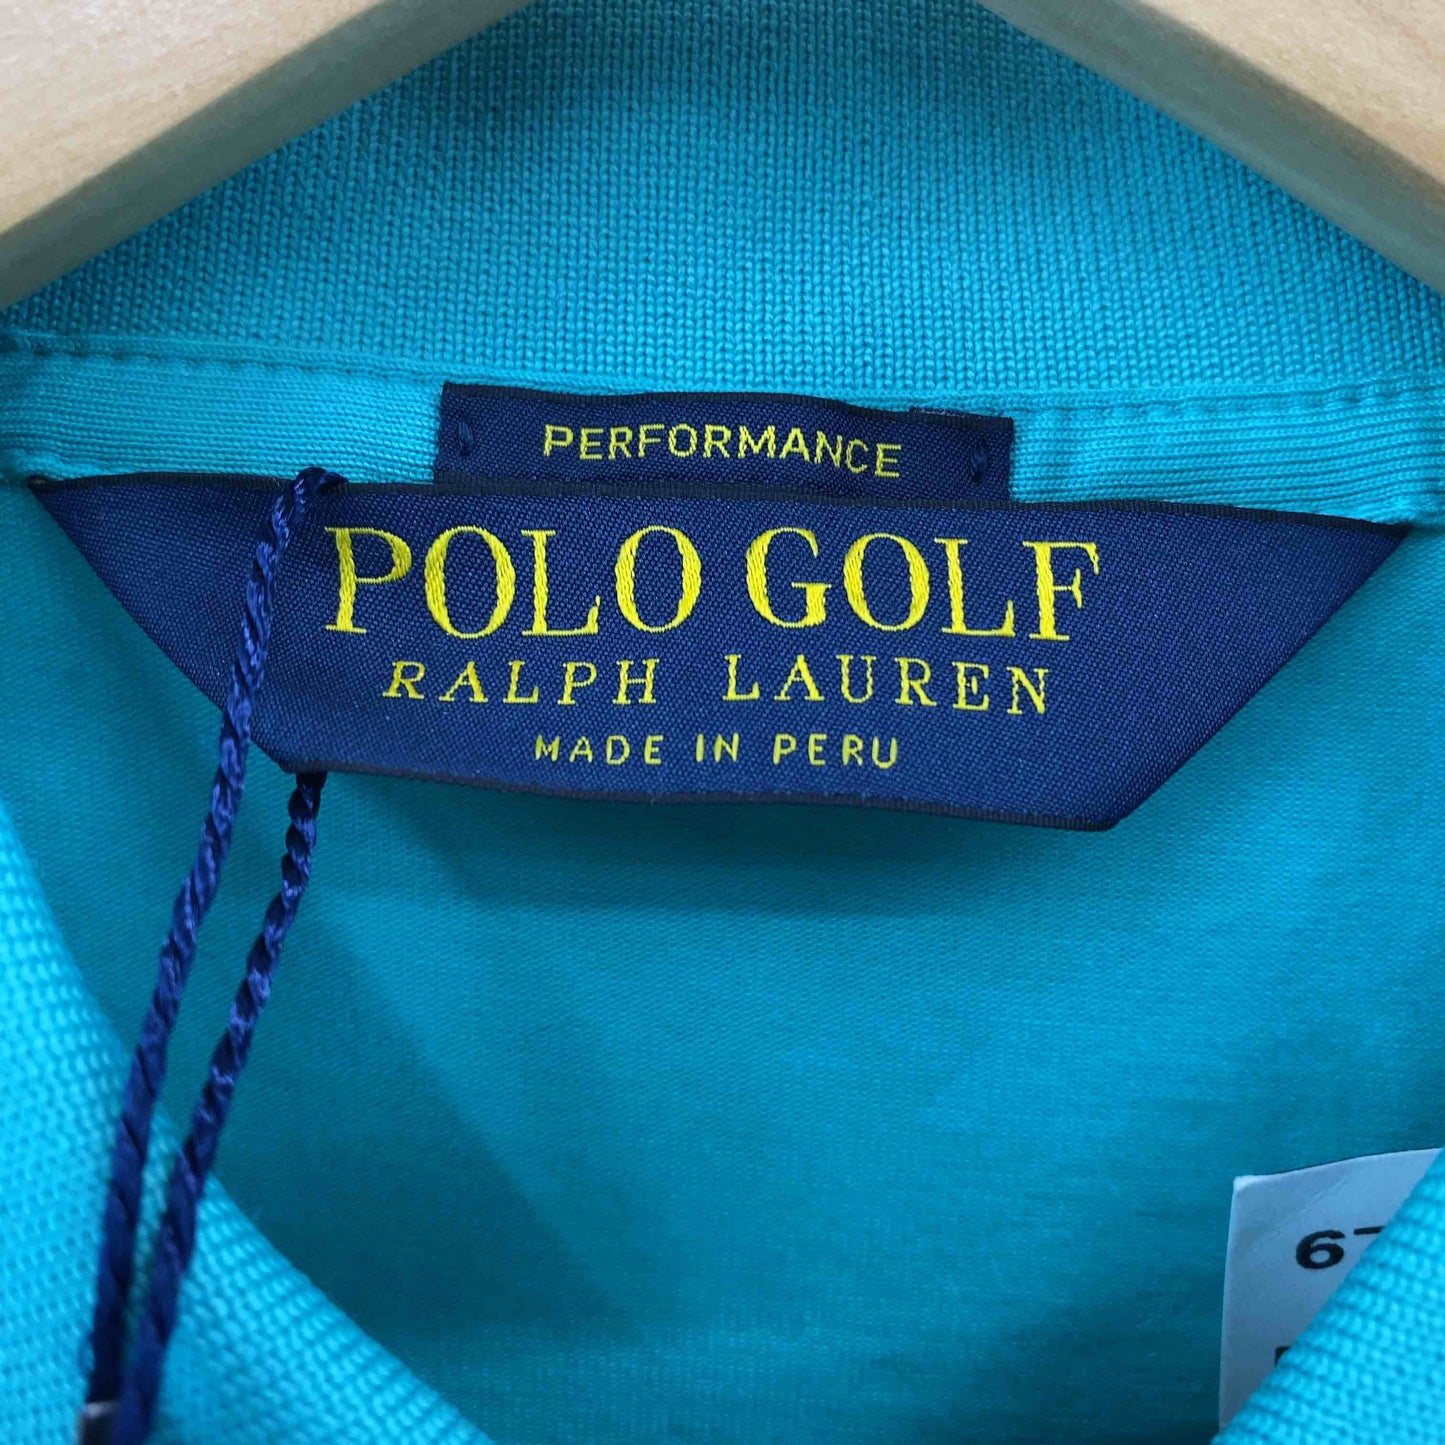 PERFORMANCE
POLO GOLF
RALPH LAUREN
MADE IN PERU